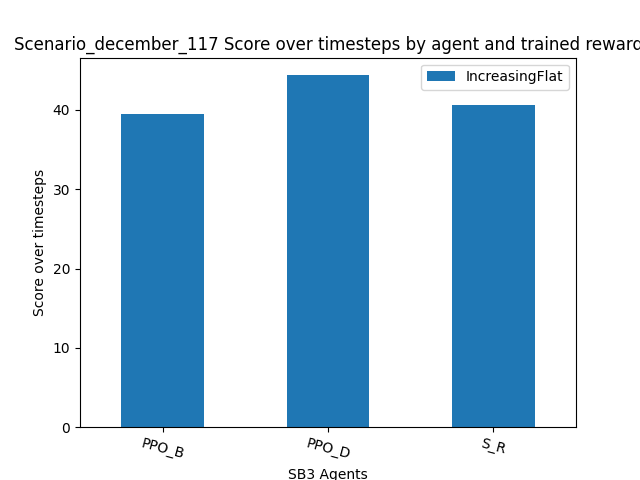 Scenario_december_117 Score over timesteps by agent and trained reward
IncreasingFlat
Score over timesteps
40
30
20
10
0
PPO_B
PPO_D
S_R
SB3 Agents